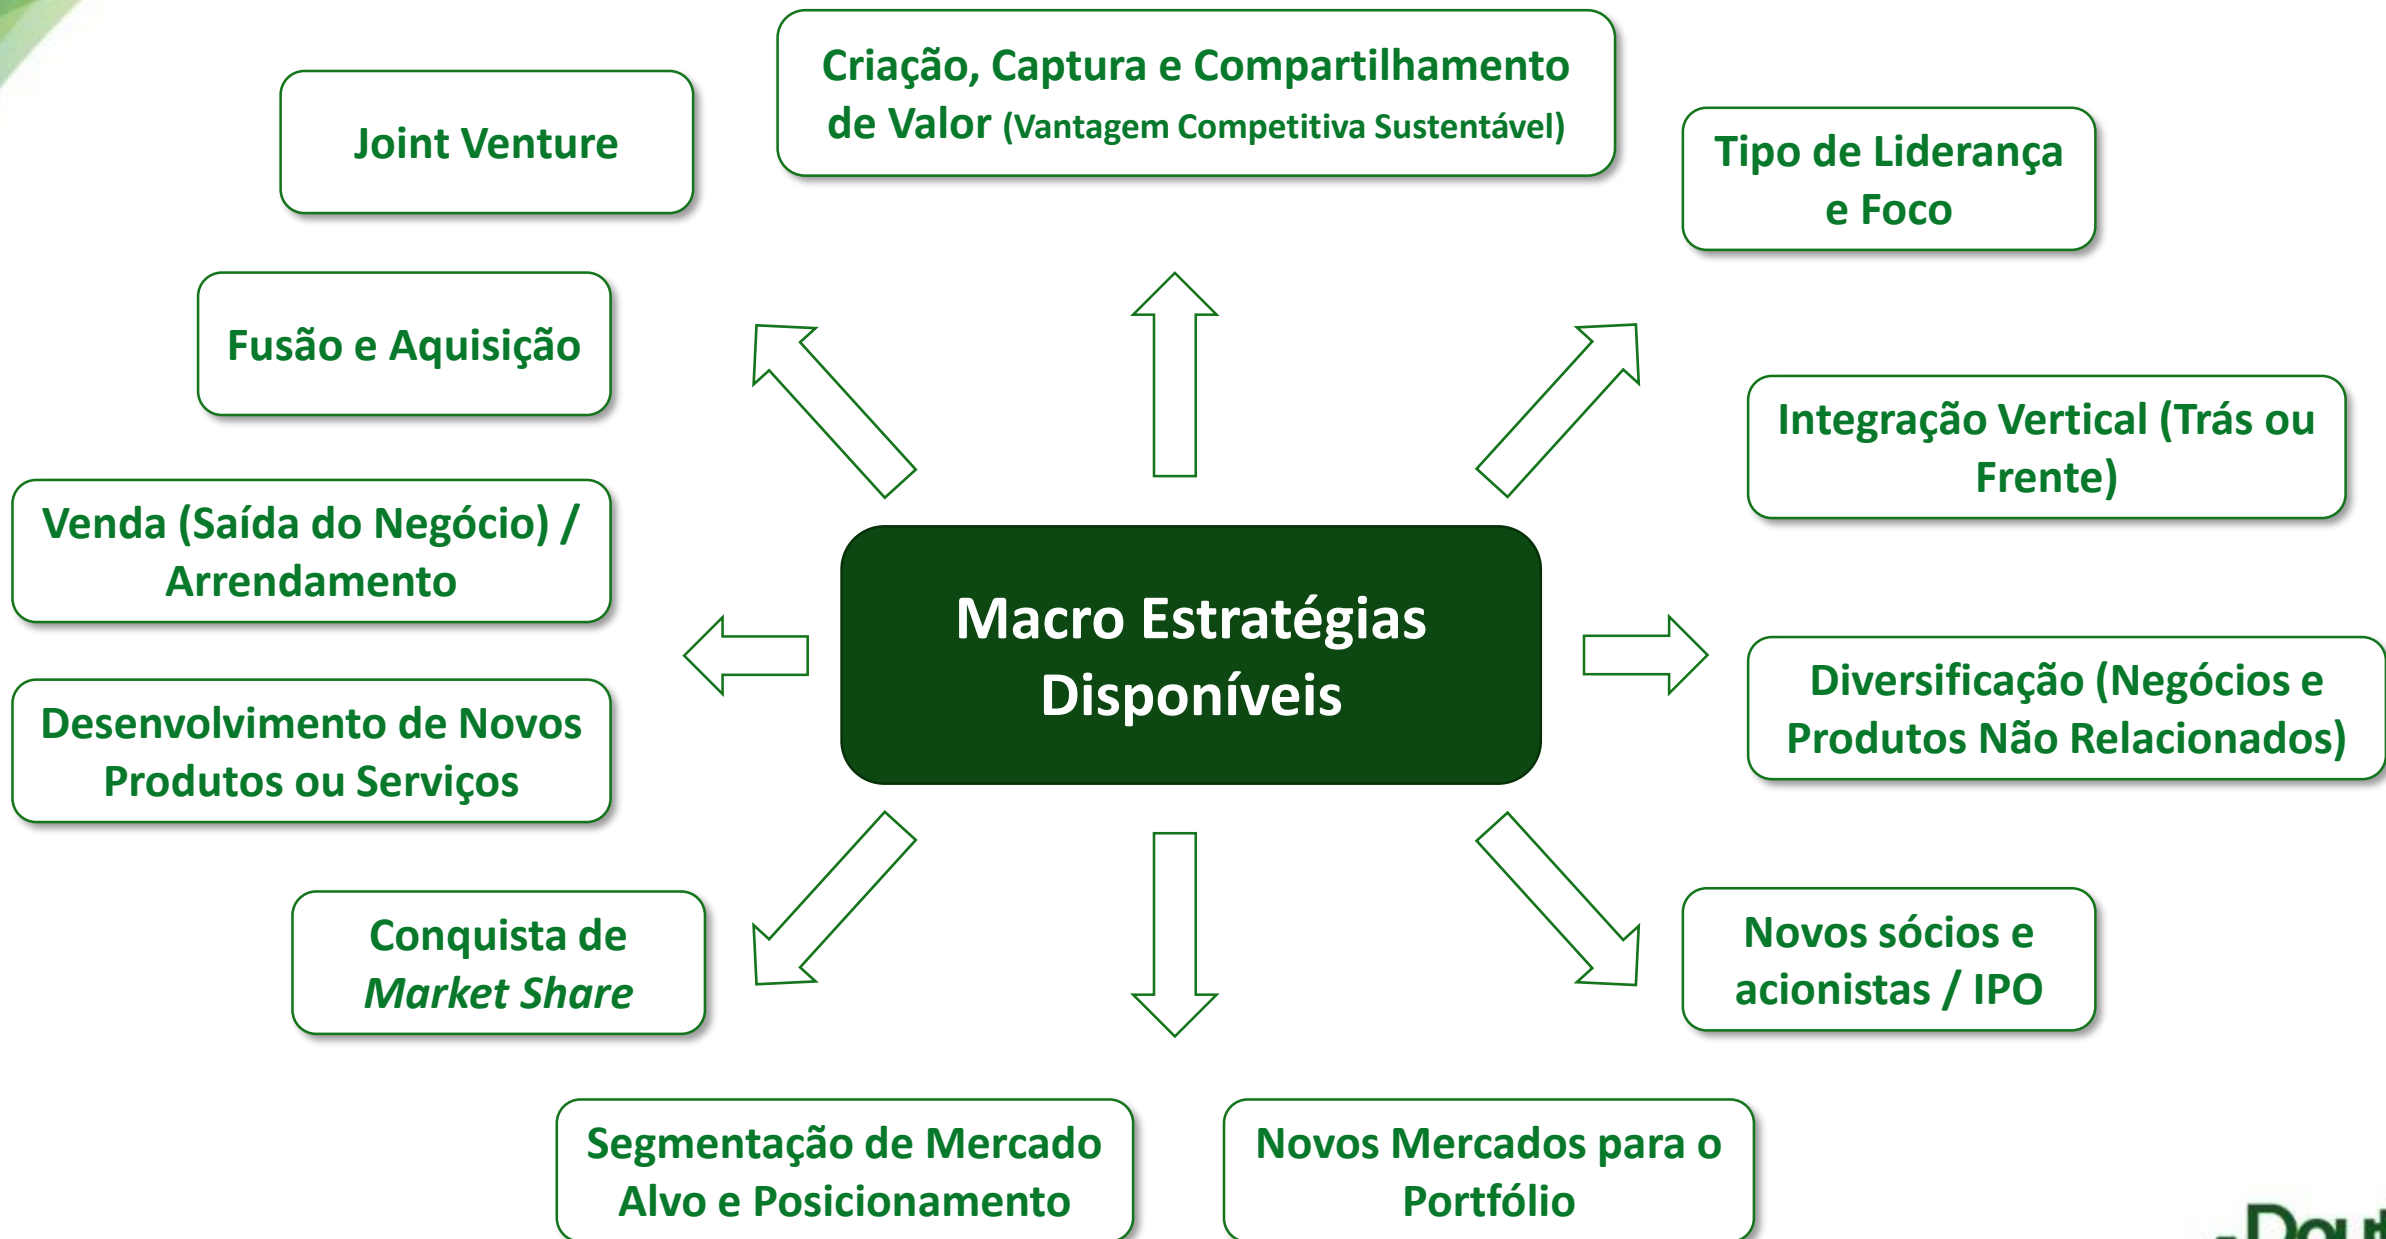 Criação, Captura e Compartilhamento
de Valor (Vantagem Competitiva Sustentável)
Joint Venture
Tipo de Liderança
e Foco
Fusão e Aquisição
Integração Vertical (Trás ou
Frente)
Venda (Saída do Negócio) /
Arrendamento
Macro Estratégias
Disponíveis
Diversificação (Negócios e
Produtos Não Relacionados)
Desenvolvimento de Novos
Produtos ou Serviços
Conquista de
Market Share
Novos sócios e
acionistas / IPO
Segmentação de Mercado
Alvo e Posicionamento
Novos Mercados para o
Portfólio